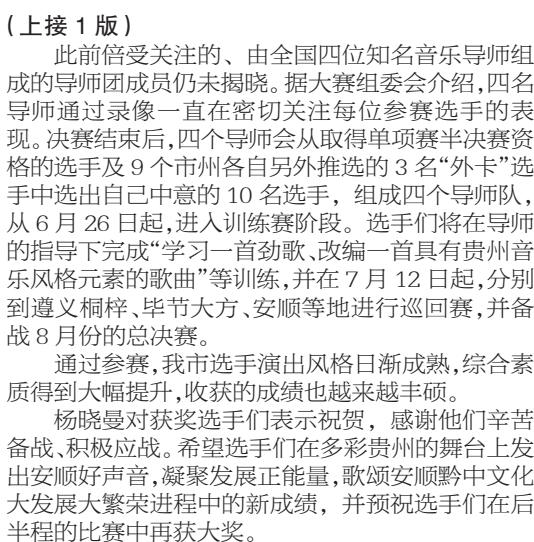 (上接 1 版)
此前倍受关注的、由全国四位知名音乐导师组
成的导师团成员仍未揭晓。据大赛组委会介绍,四名
导师通过录像一直在密切关注每位参赛选手的表
现。决赛结束后,四个导师会从取得单项赛半决赛资
格的选手及 9 个市州各自另外推选的 3 名“外卡”选
手中选出自己中意的 10 名选手，组成四个导师队,
从 6 月 26 日起,进入训练赛阶段。选手们将在导师
的指导下完成“学习一首劲歌、改编一首具有贵州音
乐风格元素的歌曲”等训练,并在 7 月 12 日起,分别
到遵义桐梓、毕节大方、安顺等地进行巡回赛,并备
战 8 月份的总决赛。
通过参赛,我市选手演出风格日渐成熟,综合素
质得到大幅提升,收获的成绩也越来越丰硕。
杨晓曼对获奖选手们表示祝贺，感谢他们辛苦
备战、积极应战。希望选手们在多彩贵州的舞台上发
出安顺好声音,凝聚发展正能量,歌颂安顺黔中文化
大发展大繁荣进程中的新成绩，并预祝选手们在后
半程的比赛中再获大奖。